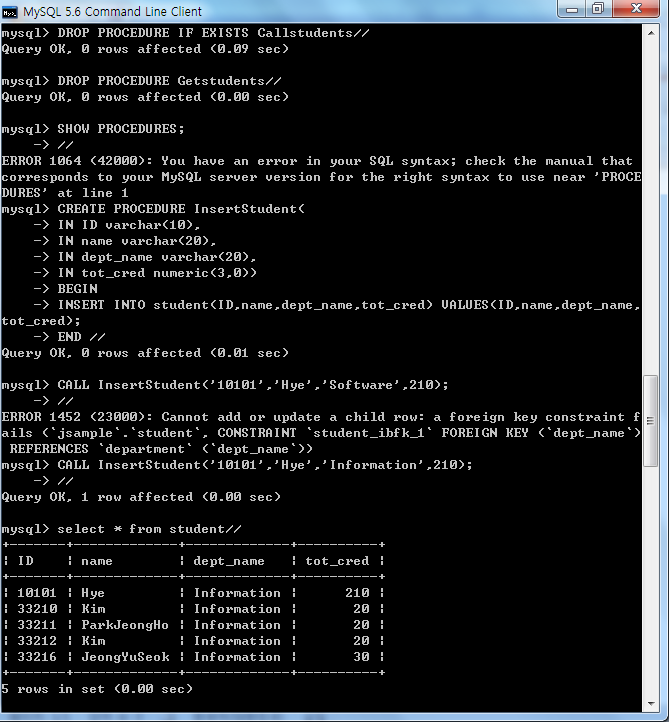 MySQL 5.6 Command Line Client
mysql> DROP PROCEDURE IF EXISTS Callstudents//
Query OK, 0 rows affected (0.09 sec)
mysql> DROP PROCEDURE Getstudents//
Query OK, 0 rows affected (0.00 sec)
mysql> SHOW PROCEDURES;
    -> //
ERROR 1064 (42000): You have an error in your SQL syntax; check the manual that
corresponds to your MySQL server version for the right syntax to use near 'PROCE
DURES' at line 1
mysql> CREATE PROCEDURE InsertStudent(
    -> IN ID varchar(10),
    -> IN name varchar(20),
    -> IN dept_name varchar(20),
    -> IN tot_cred numeric(3,0))
    -> BEGIN
    -> INSERT INTO student(ID,name,dept_name,tot_cred) VALUES(ID,name,dept_name,
tot_cred);
    -> END //
Query OK, 0 rows affected (0.01 sec)
mysql> CALL InsertStudent('10101','Hye','Software',210);
    -> //
ERROR 1452 (23000): Cannot add or update a child row: a foreign key constraint f
ails (`jsample`.`student`, CONSTRAINT `student_ibfk_1` FOREIGN KEY (`dept_name`)
 REFERENCES `department` (`dept_name`))
mysql> CALL InsertStudent('10101','Hye','Information',210);
    -> //
Query OK, 1 row affected (0.00 sec)
mysql> select * from student//
+-------+-------------+-------------+----------+
| ID    | name        | dept_name   | tot_cred |
+-------+-------------+-------------+----------+
| 10101 | Hye         | Information |      210 |
| 33210 | Kim         | Information |       20 |
| 33211 | ParkJeongHo | Information |       20 |
| 33212 | Kim         | Information |       20 |
| 33216 | JeongYuSeok | Information |       30 |
+-------+-------------+-------------+----------+
5 rows in set (0.00 sec)